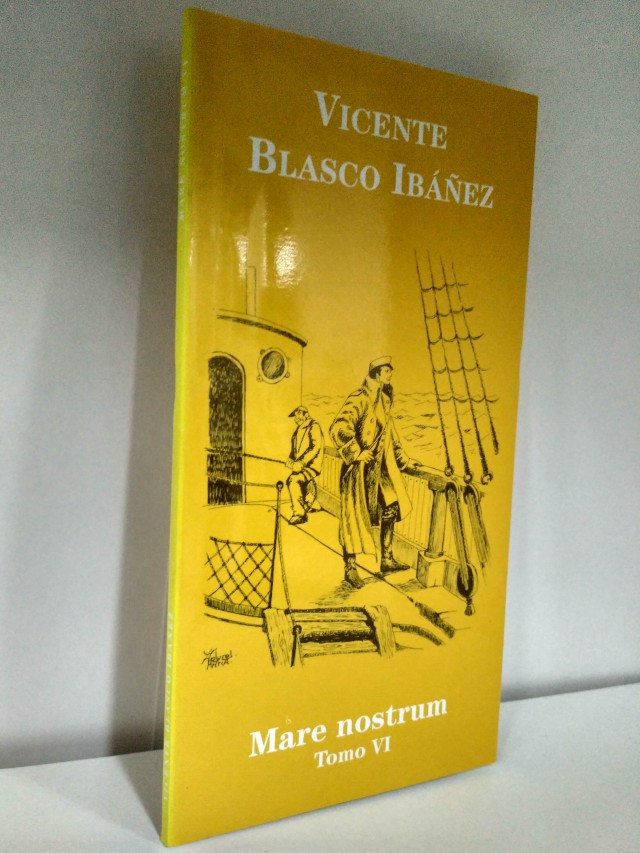 VICENTE
BLASCO IBÁÑEZ
Mare nostrum
Tomo VI